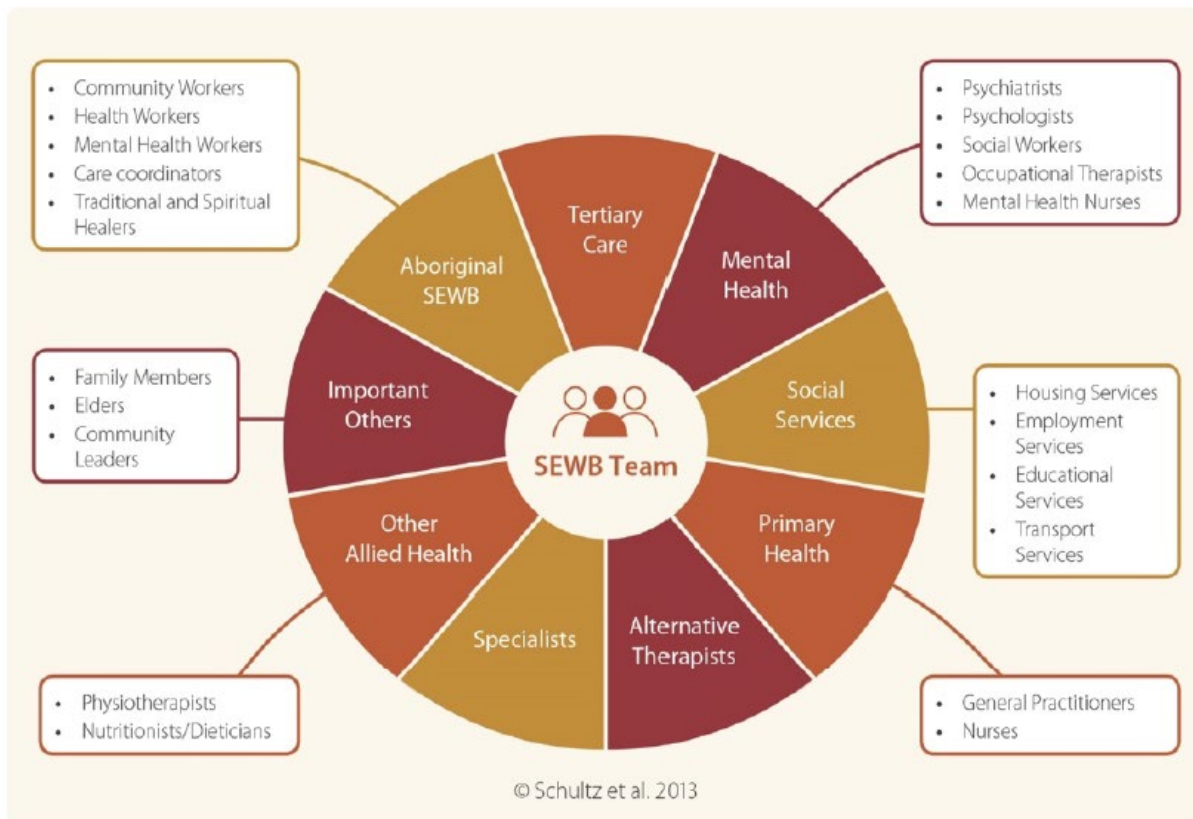 • Community Workers
• Health Workers
• Mental Health Workers
• Care coordinators
• Traditional and Spiritual
Healers
• Psychiatrists
• Psychologists
• Social Workers
• Occupational Therapists
• Mental Health Nurses
Tertiary
Care
Mental
Health
Aboriginal
SEWB
• Family Members
• Elders
• Community
Leaders
Important
Others
Social
Services
• Housing Services
• Employment
Services
• Educational
Services
• Transport
Services
SEWB Team
Other
Allied Health
Primary
Health
Specialists
Alternative
Therapists
• Physiotherapists
• Nutritionists/Dieticians
• General Practitioners
• Nurses
© Schultz et al. 2013